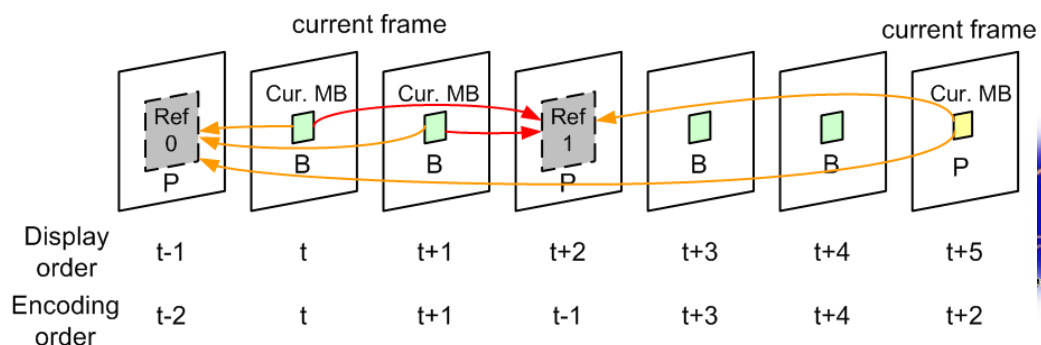 current frame
current frame
Cur. MB
Cur. MB
Cur. MB
Ref
0
Ref
1
P
B
B
P
B
B
P
Display
order
t-1
t
t+1
t+2
t+3
t+4
t+5
Encoding
order
t-2
t
t+1
t-1
t+3
t+4
t+2